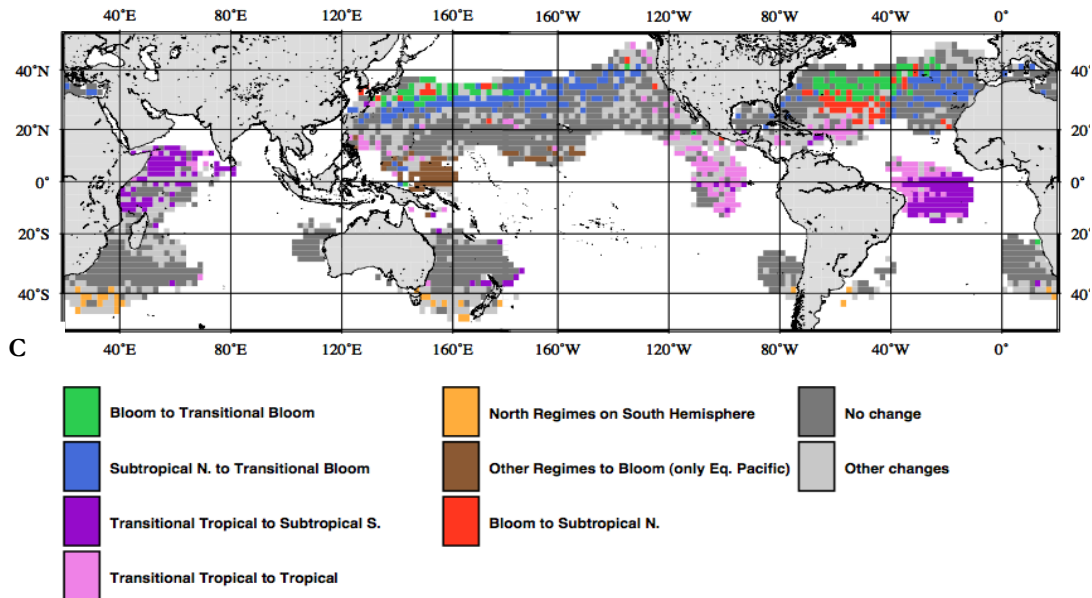 40°E 80°E 120°E 160°E 160°W 120°W 80°W 40°W 0°
40°N 40°
20°N 20°
0° 0°
20°S 20°
40°S 40°
40°E 80°E 120°E 160°E 160°W 120°W 80°W 40°W 0°
C
Bloom to Transitional Bloom
Subtropical N. to Transitional Bloom
Transitional Tropical to Subtropical S.
Transitional Tropical to Tropical
North Regimes on South Hemisphere
Other Regimes to Bloom (only Eq. Pacific)
Bloom to Subtropical N.
No change
Other changes